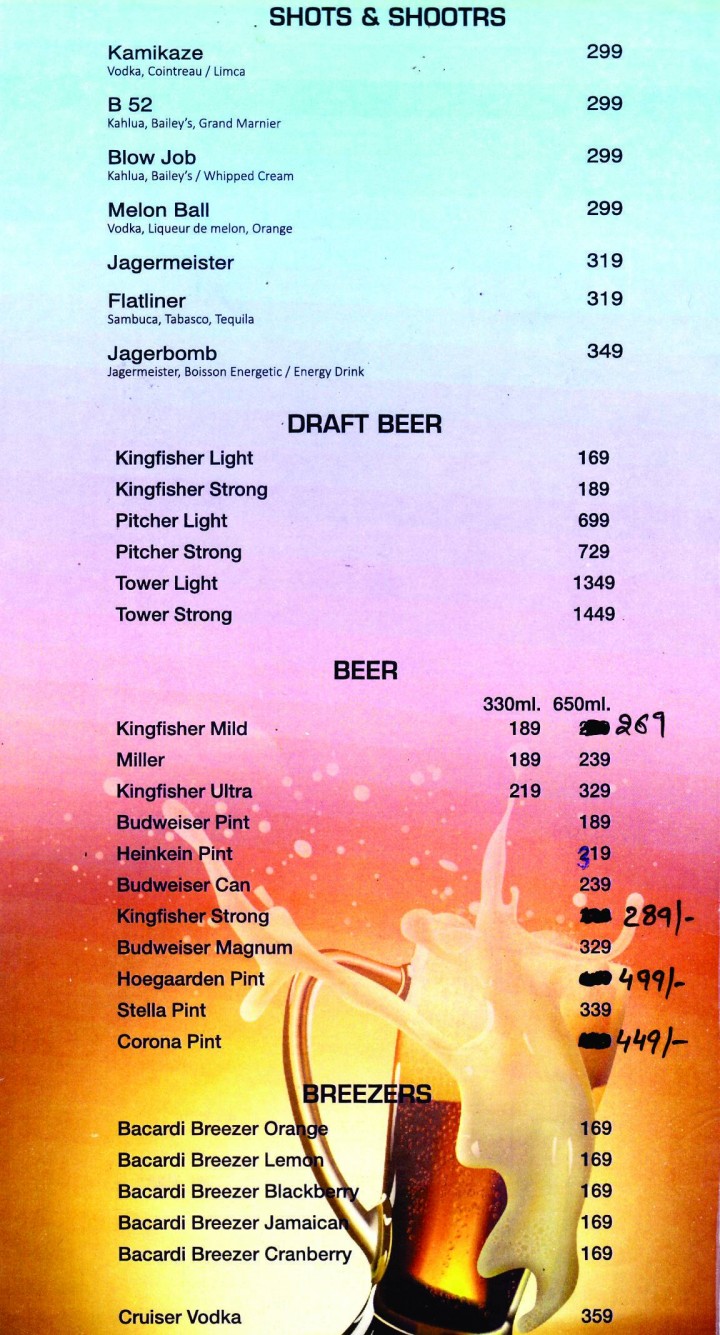 SHOTS & SHOOTRS
Kamikaze 299
Vodka, Cointreau / Limca
B 52 299
Kahlua, Bailey's, Grand Marnier
Blow Job 299
Kahlua, Bailey's / Whipped Cream
Melon Ball 299
Vodka, Liqueur de melon, Orange
Jagermeister 319
Flatliner 319
Sambuca, Tabasco, Tequila
Jagerbomb 349
Jagermeister, Boisson Energetic / Energy Drink
DRAFT BEER
Kingfisher Light 169
Kingfisher Strong 189
Pitcher Light 699
Pitcher Strong 729
Tower Light 1349
Tower Strong 1449
BEER
330ml. 650ml.
Kingfisher Mild 189 269
Miller 189 239
Kingfisher Ultra 219 329
Budweiser Pint 189
Heinkein Pint 319
Budweiser Can 239
Kingfisher Strong 289/-
Budweiser Magnum 329
Hoegaarden Pint 499/-
Stella Pint 339
Corona Pint 449/-
BREEZERS
Bacardi Breezer Orange 169
Bacardi Breezer Lemon 169
Bacardi Breezer Blackberry 169
Bacardi Breezer Jamaican 169
Bacardi Breezer Cranberry 169
Cruiser Vodka 359